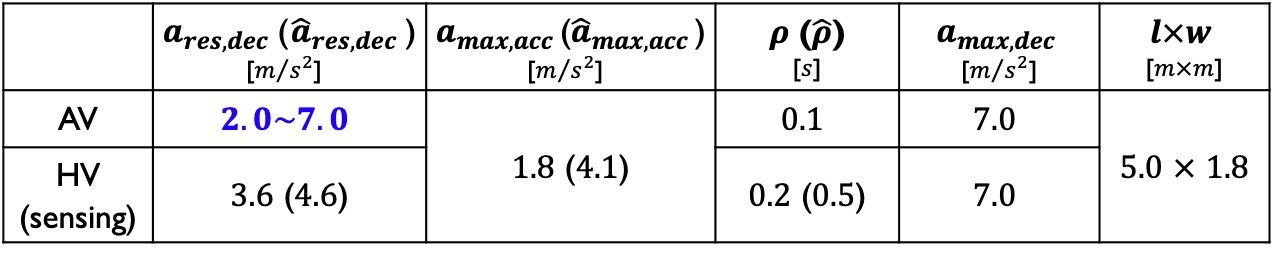 a_res,dec (â_res,dec) a_max,acc (â_max,acc) ρ (ρ̂) a_max,dec l×w
[m/s²] [m/s²] [s] [m/s²] [m×m]
AV 2.0~7.0 1.8 (4.1) 0.1 7.0 5.0 × 1.8
HV
(sensing) 3.6 (4.6) 0.2 (0.5) 7.0